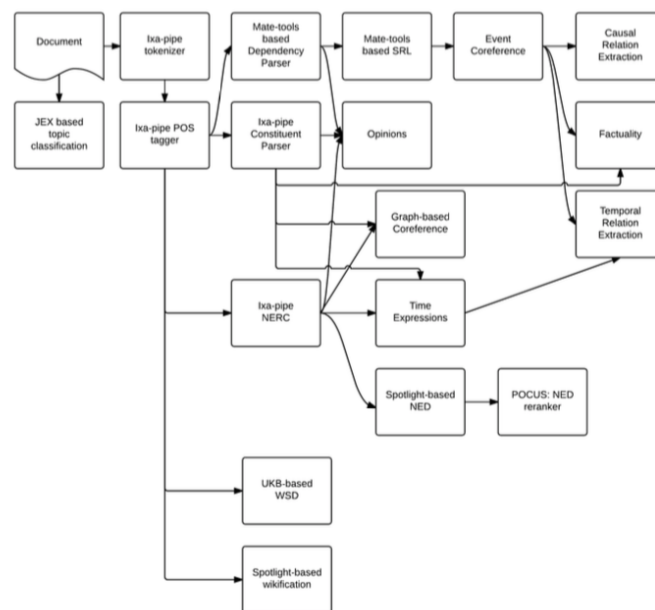 Document
Ixa-pipe
tokenizer
Mate-tools
based
Dependency
Parser
Mate-tools
based SRL
Event
Coreference
Causal
Relation
Extraction
JEX based
topic
classification
Ixa-pipe POS
tagger
Ixa-pipe
Constituent
Parser
Opinions
Factuality
Graph-based
Coreference
Temporal
Relation
Extraction
Ixa-pipe
NERC
Time
Expressions
Spotlight-based
NED
POCUS: NED
reranker
UKB-based
WSD
Spotlight-based
wikification